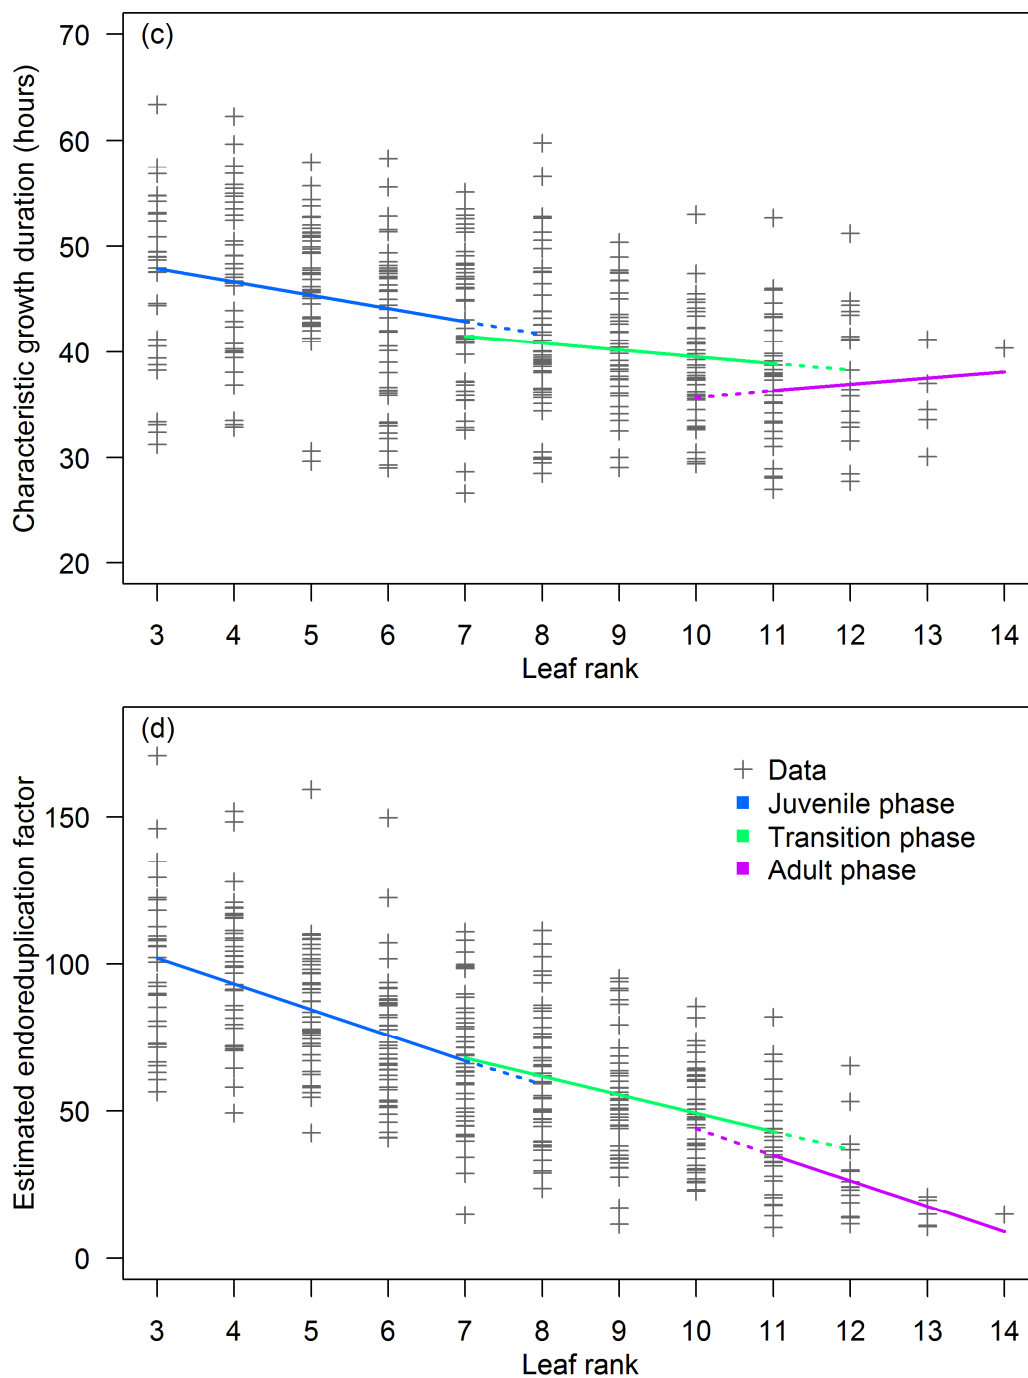 (c)
Characteristic growth duration (hours)
70
60
50
40
30
20
3 4 5 6 7 8 9 10 11 12 13 14
Leaf rank
(d)
Estimated endoreduplication factor
150
100
50
0
Data
Juvenile phase
Transition phase
Adult phase
3 4 5 6 7 8 9 10 11 12 13 14
Leaf rank